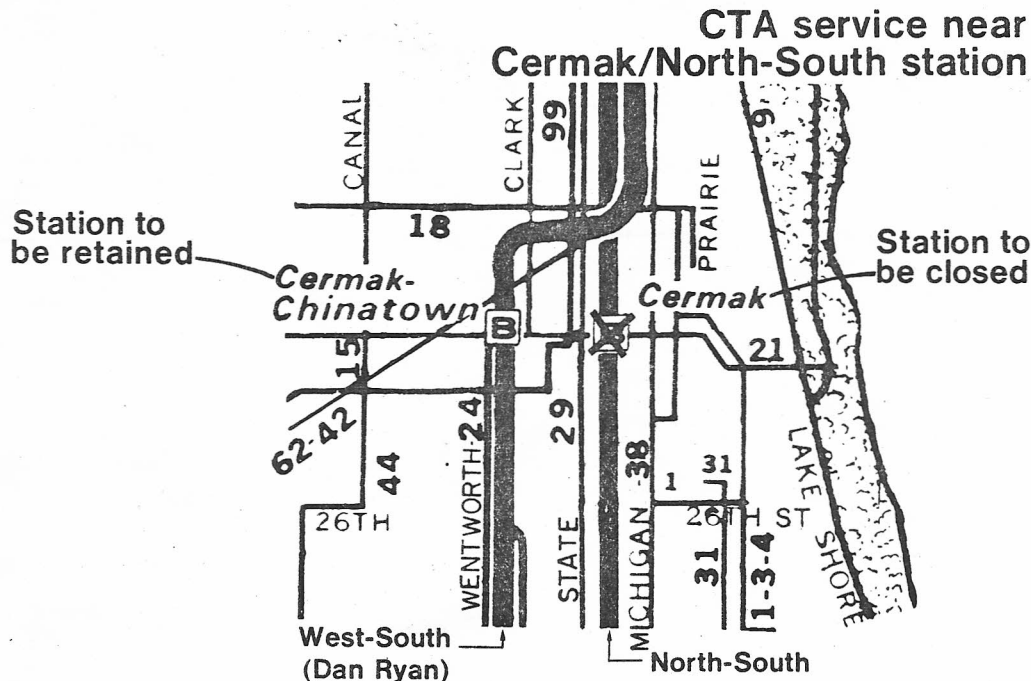 CTA service near
Cermak/North-South station
CANAL
CLARK
99
9
PRAIRIE
Station to
be retained
18
Cermak-
Chinatown
Cermak
Station to
be closed
B
15
21
62-42
24
29
44
38
1
31
26TH
26TH ST
WENTWORTH
STATE
MICHIGAN
31
1-3-4
LAKE SHORE
West-South
(Dan Ryan)
North-South